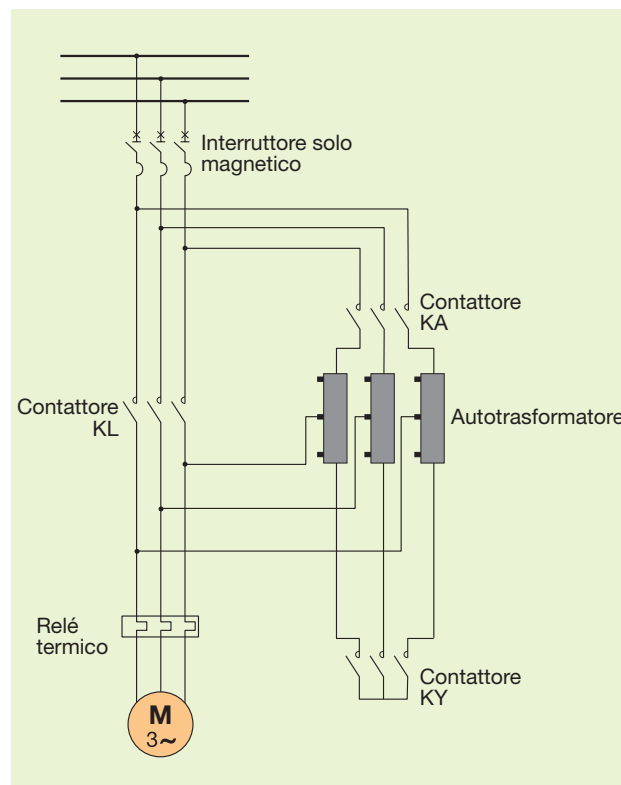 Interruttore solo
magnetico
Contattore
KA
Contattore
KL
Autotrasformatore
Relé
termico
Contattore
KY
M
3~